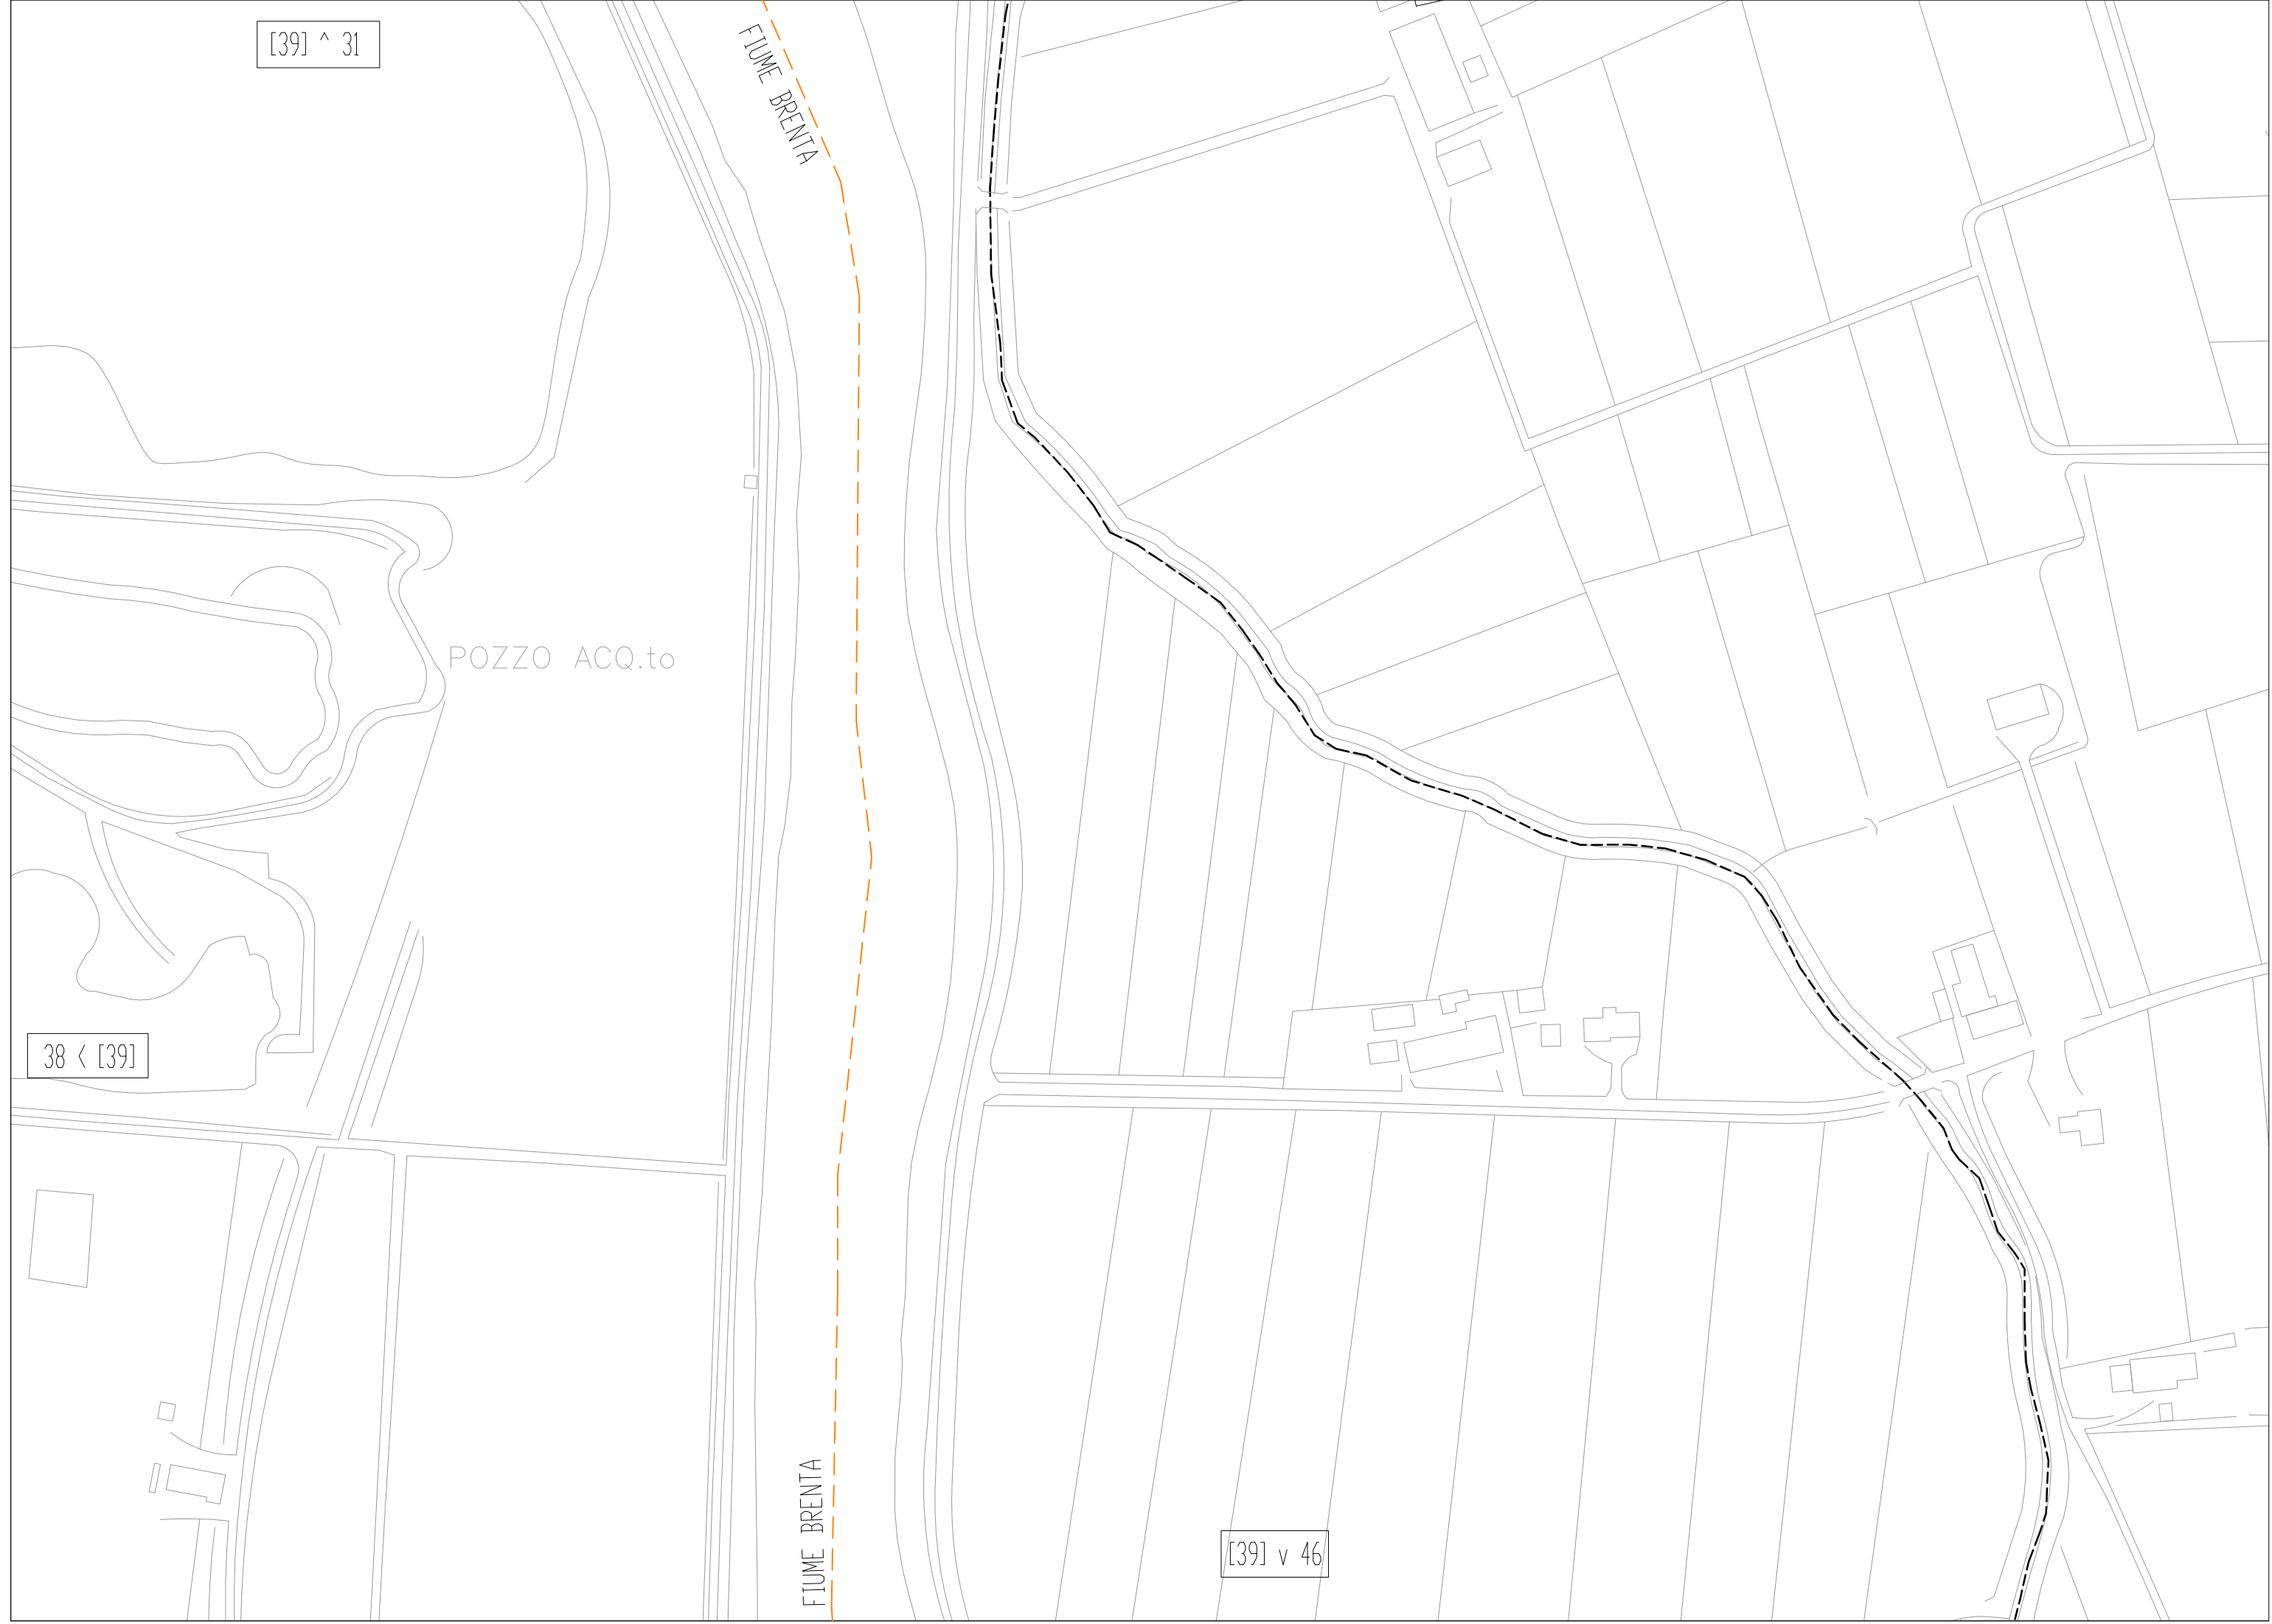 [39] ^ 31
FIUME BRENTA
POZZO ACQ.to
38 < [39]
FIUME BRENTA
[39] v 46